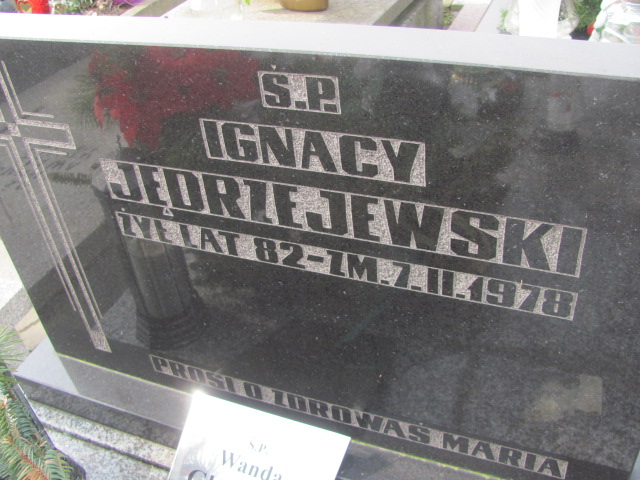 Ś.P.
IGNACY
JĘDRZEJEWSKI
ŻYŁ LAT 82-ZM.7.II.1978
PROSI O ZDROWAŚ MARIA
Ś.P.
Wanda